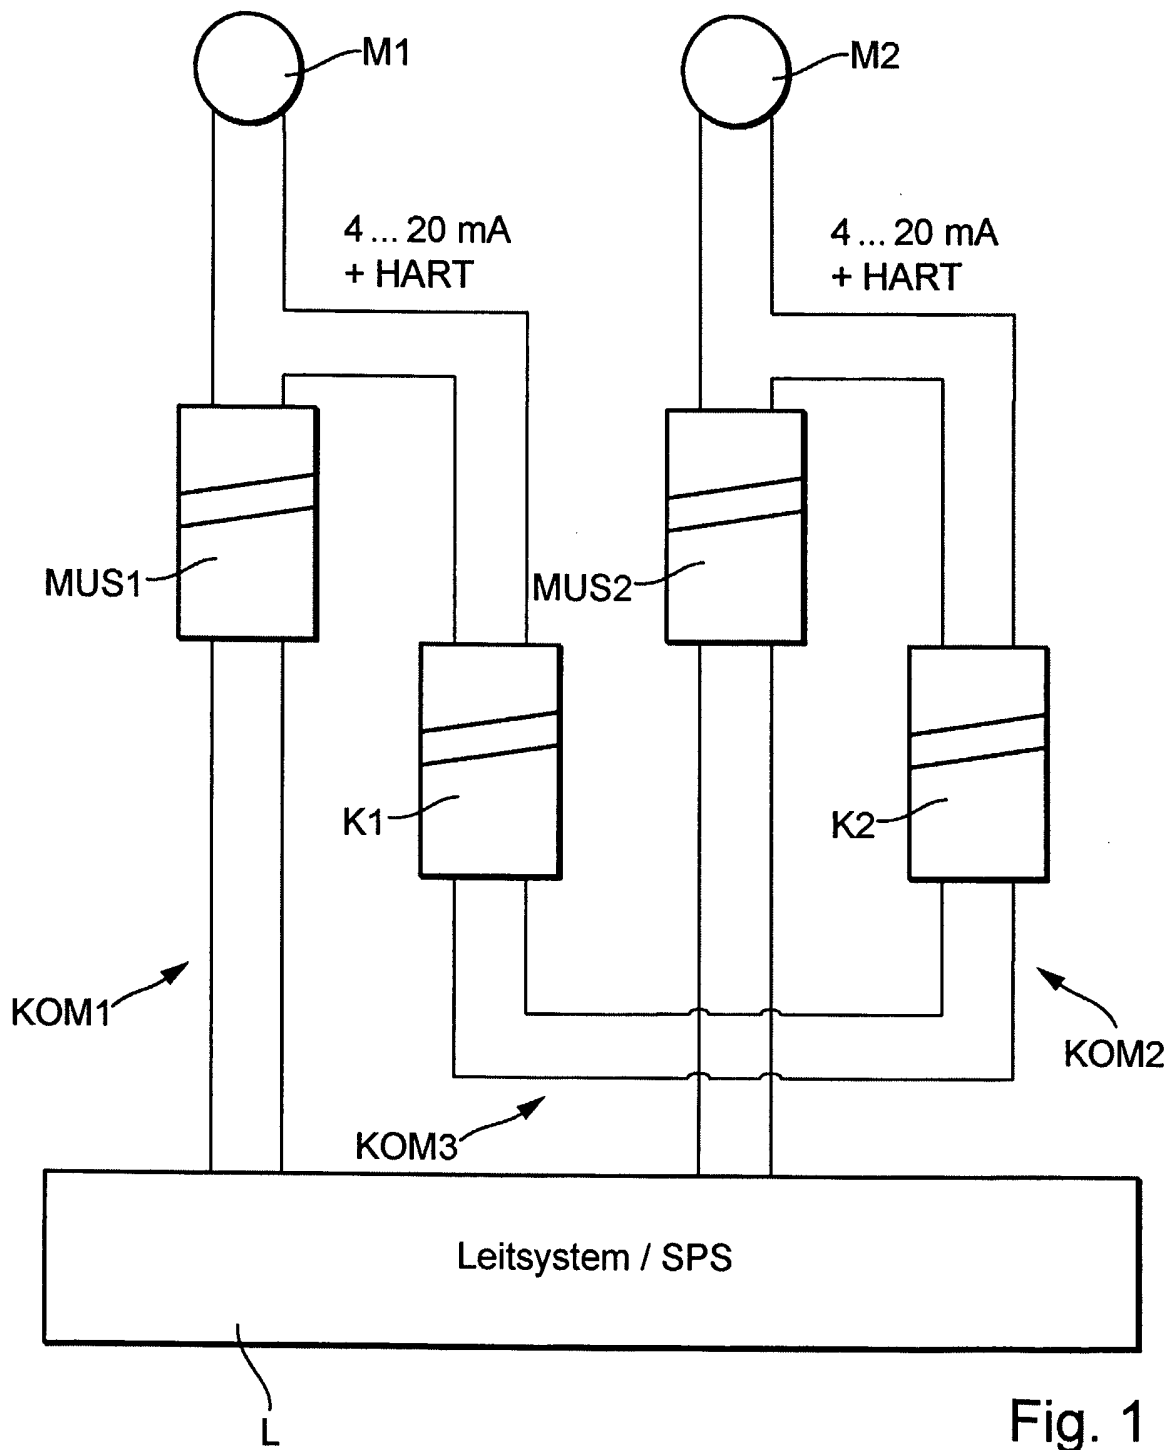 M1
M2
4 ... 20 mA
+ HART
4 ... 20 mA
+ HART
MUS1
MUS2
K1
K2
KOM1
KOM2
KOM3
Leitsystem / SPS
L
Fig. 1